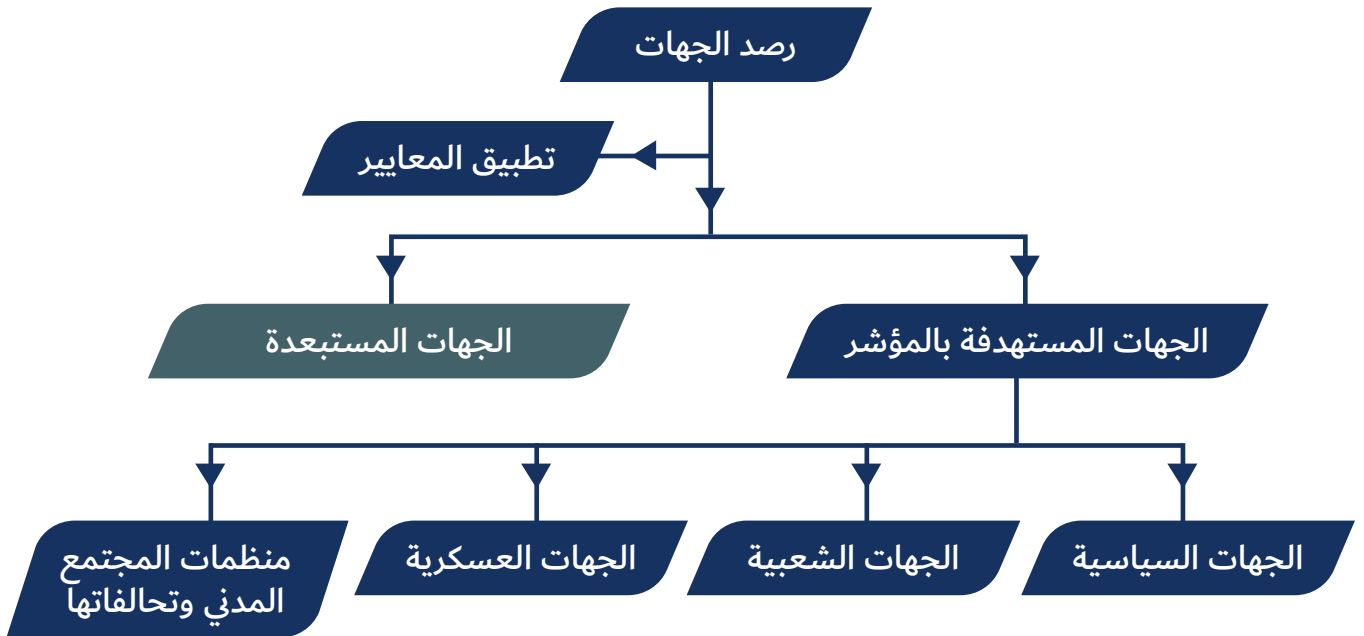 رصد الجهات
تطبيق المعايير
الجهات المستهدفة بالمؤشر
الجهات المستبعدة
الجهات السياسية
الجهات الشعبية
الجهات العسكرية
منظمات المجتمع
المدني وتحالفاتها